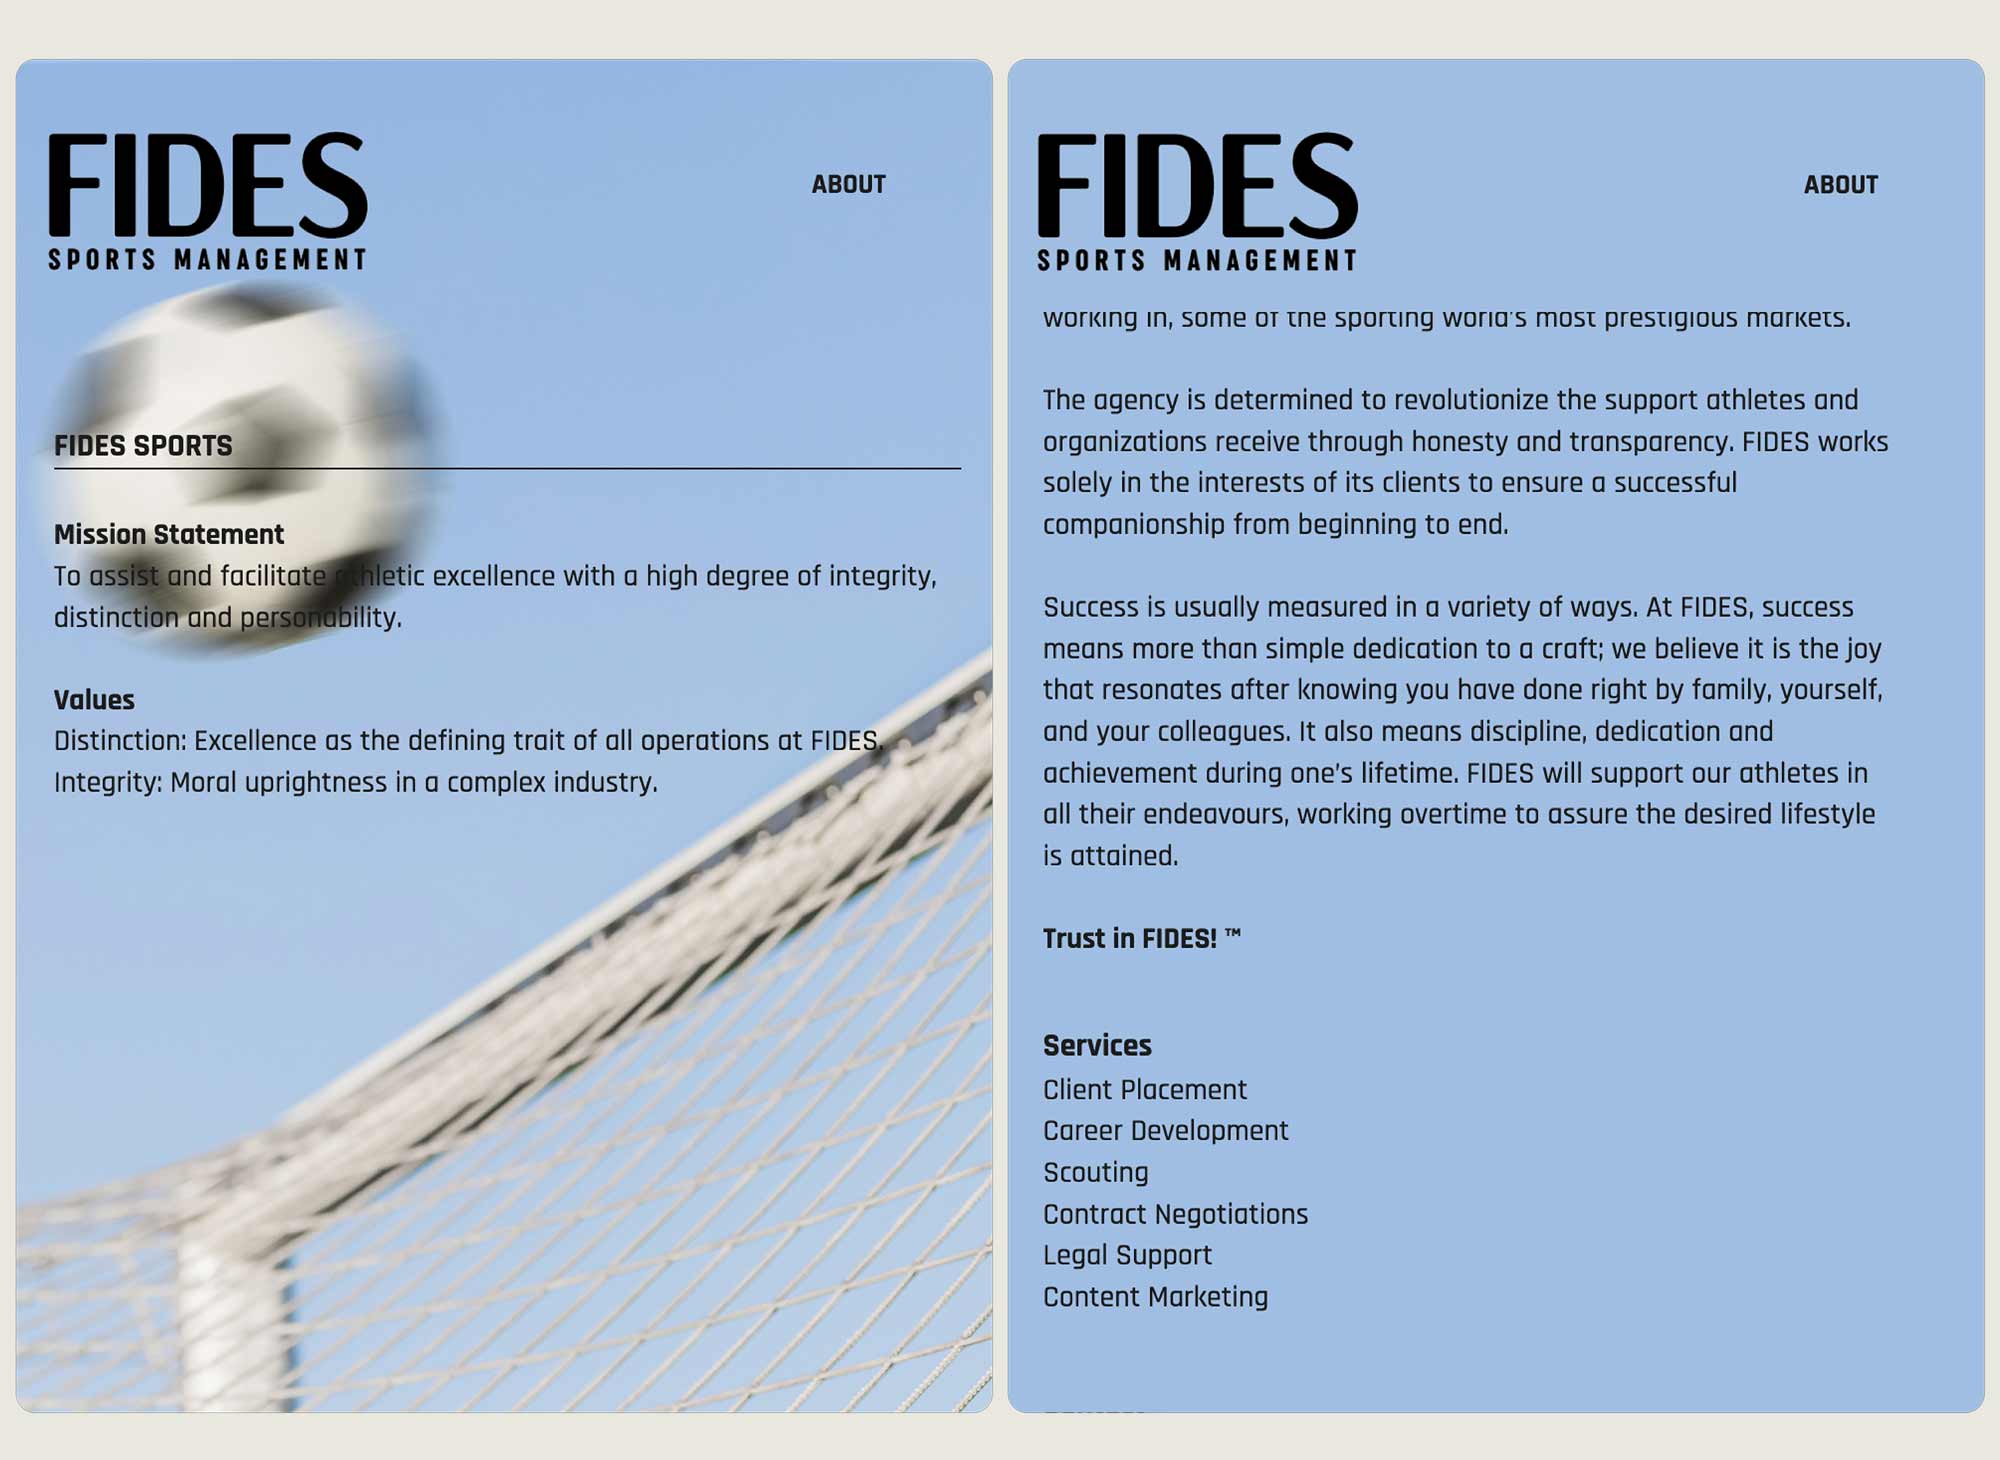 FIDES
SPORTS MANAGEMENT
ABOUT
FIDES SPORTS
Mission Statement
To assist and facilitate athletic excellence with a high degree of integrity,
distinction and personability.
Values
Distinction: Excellence as the defining trait of all operations at FIDES.
Integrity: Moral uprightness in a complex industry.
FIDES
SPORTS MANAGEMENT
ABOUT
working in, some of the sporting world's most prestigious markets.
The agency is determined to revolutionize the support athletes and
organizations receive through honesty and transparency. FIDES works
solely in the interests of its clients to ensure a successful
companionship from beginning to end.
Success is usually measured in a variety of ways. At FIDES, success
means more than simple dedication to a craft; we believe it is the joy
that resonates after knowing you have done right by family, yourself,
and your colleagues. It also means discipline, dedication and
achievement during one's lifetime. FIDES will support our athletes in
all their endeavours, working overtime to assure the desired lifestyle
is attained.
Trust in FIDES! ™
Services
Client Placement
Career Development
Scouting
Contract Negotiations
Legal Support
Content Marketing